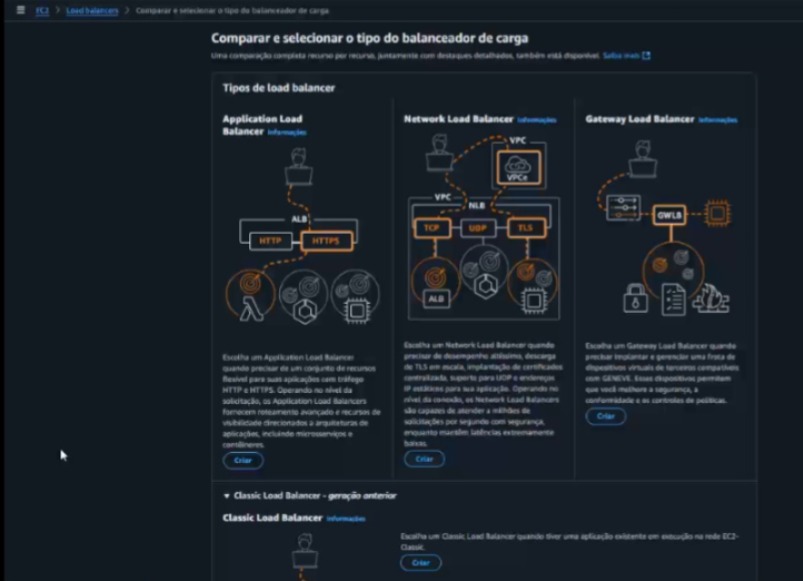 EC2 > Load balancers > Comparar e selecionar o tipo do balanceador de carga
Comparar e selecionar o tipo do balanceador de carga
Uma comparação completa recurso por recurso, juntamente com destaques detalhados, também está disponível. Saiba mais
Tipos de load balancer
Application Load
Balancer Informações
ALB
HTTP
HTTPS
Escolha um Application Load Balancer
quando precisar de um conjunto de recursos
flexível para suas aplicações com tráfego
HTTP e HTTPS. Operando no nível da
solicitação, os Application Load Balancers
fornecem roteamento avançado e recursos de
visibilidade direcionados a arquiteturas de
aplicações, incluindo microsserviços e
contêineres.
Criar
Network Load Balancer Informações
VPC
VPCe
VPC
NLB
TCP
UDP
TLS
ALB
Escolha um Network Load Balancer quando
precisar de desempenho altíssimo, descarga
de TLS em escala, implantação de certificados
centralizada, suporte para UDP e endereços
IP estáticos para sua aplicação. Operando no
nível da conexão, os Network Load Balancers
são capazes de atender a milhões de
solicitações por segundo com segurança,
enquanto mantêm latências extremamente
baixas.
Criar
Gateway Load Balancer Informações
GWLB
Escolha um Gateway Load Balancer quando
precisar implantar e gerenciar uma frota de
dispositivos virtuais de terceiros compatíveis
com GENEVE. Esses dispositivos permitem
que você melhore a segurança, a
conformidade e os controles de políticas.
Criar
Classic Load Balancer - geração anterior
Classic Load Balancer Informações
Escolha um Classic Load Balancer quando tiver uma aplicação existente em execução na rede EC2-
Classic.
Criar